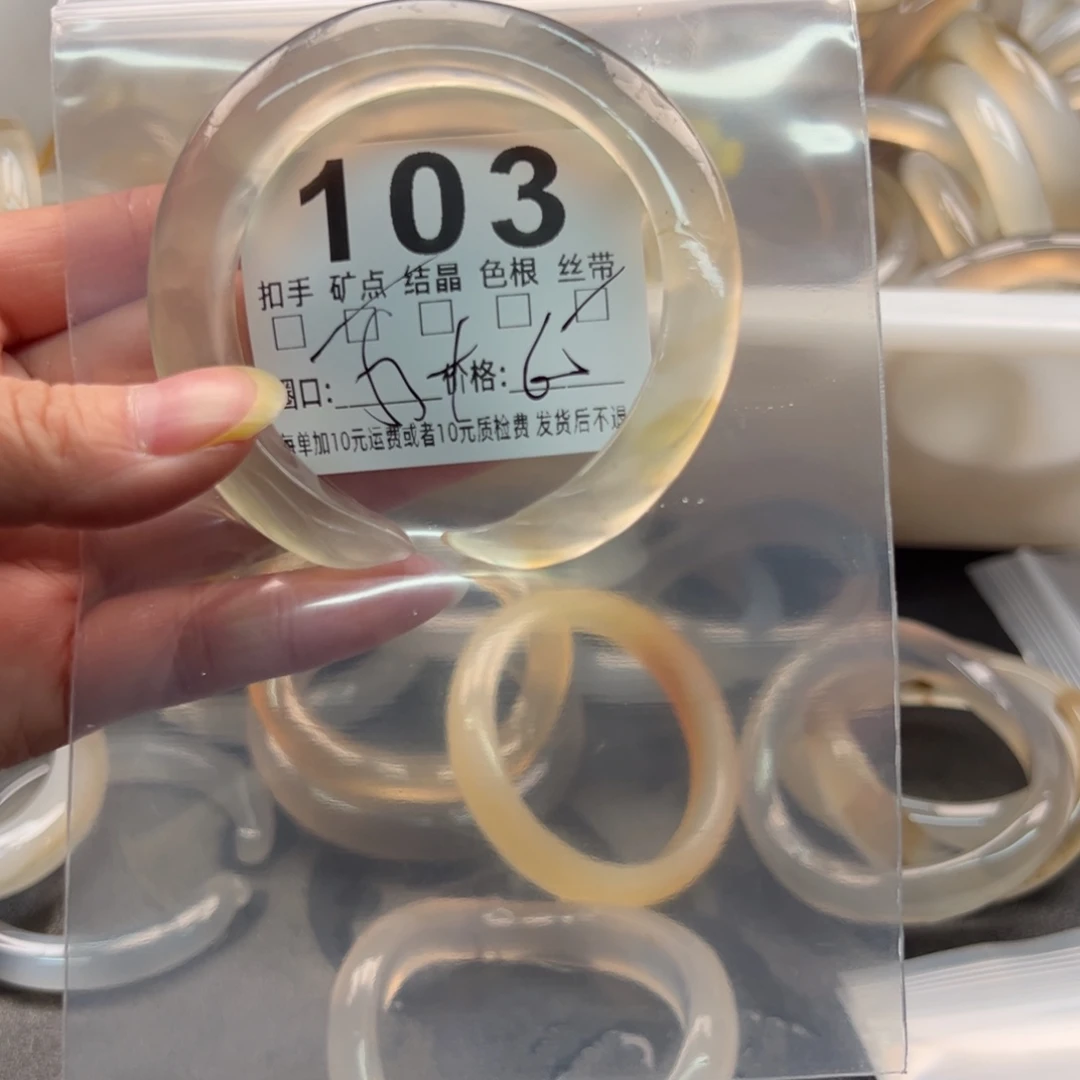 103
扣手 矿点 结晶 色根 丝带
□ □ □ □ □
圈口: 价格:
每单加10元运费或者10元质检费 发货后不退